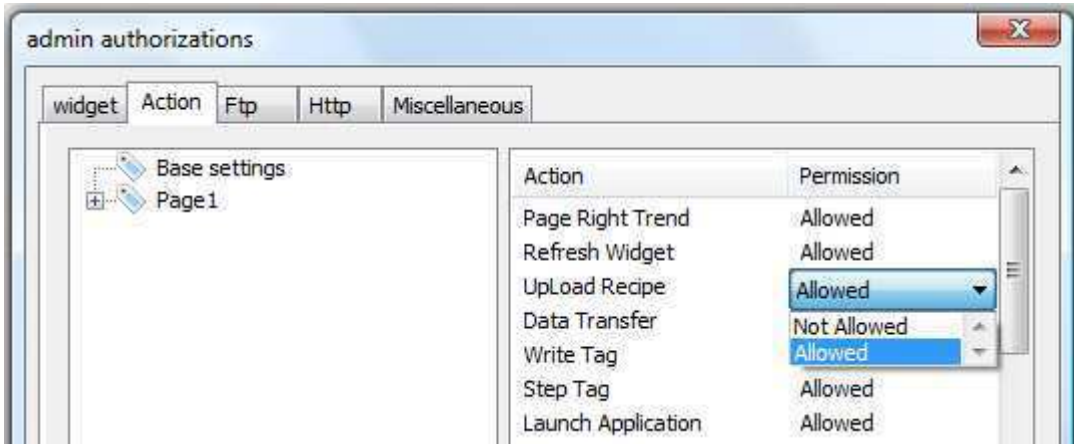 admin authorizations
widget Action Ftp Http Miscellaneous
Base settings
Page1
Action Permission
Page Right Trend Allowed
Refresh Widget Allowed
UpLoad Recipe Allowed
Data Transfer Not Allowed
Write Tag Allowed
Step Tag Allowed
Launch Application Allowed